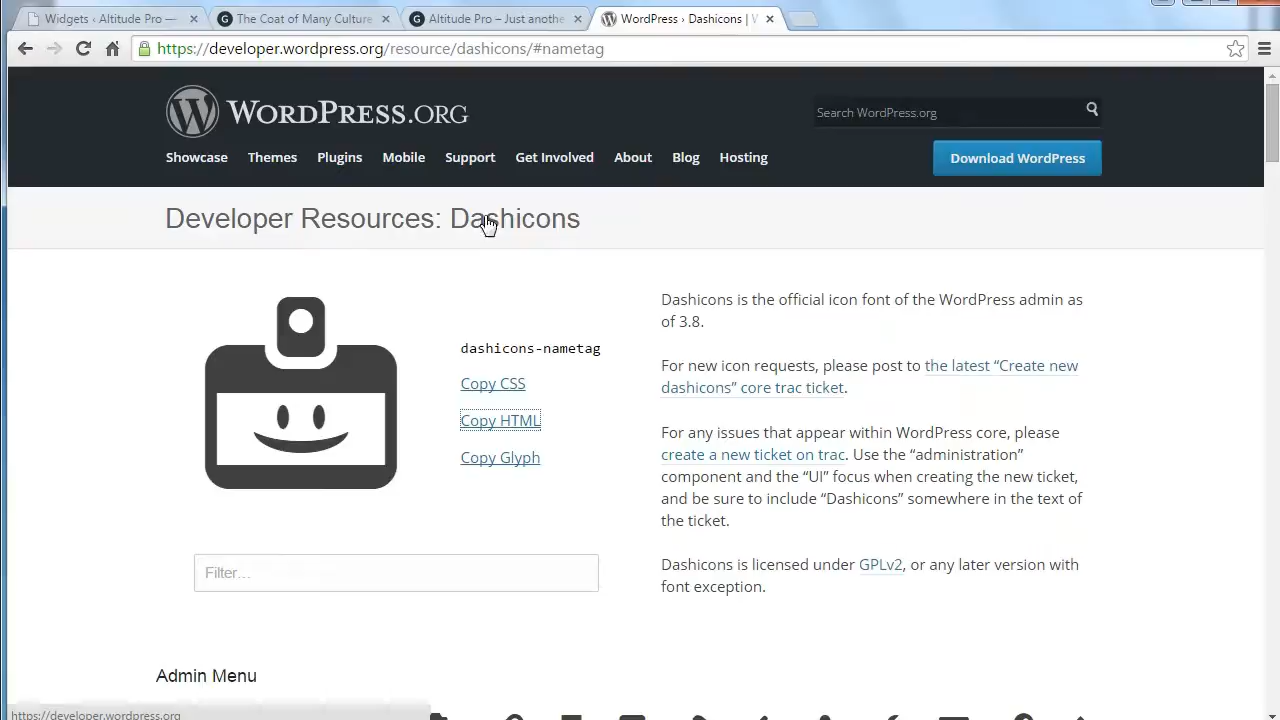 Widgets ‹ Altitude Pro —
The Coat of Many Culture
Altitude Pro – Just anothe
WordPress › Dashicons | W
https://developer.wordpress.org/resource/dashicons/#nametag
WORDPRESS.ORG
Search WordPress.org
Showcase Themes Plugins Mobile Support Get Involved About Blog Hosting
Download WordPress
Developer Resources: Dashicons
dashicons-nametag
Copy CSS
Copy HTML
Copy Glyph
Filter...
Dashicons is the official icon font of the WordPress admin as
of 3.8.
For new icon requests, please post to the latest “Create new
dashicons” core trac ticket.
For any issues that appear within WordPress core, please
create a new ticket on trac. Use the “administration”
component and the “UI” focus when creating the new ticket,
and be sure to include “Dashicons” somewhere in the text of
the ticket.
Dashicons is licensed under GPLv2, or any later version with
font exception.
Admin Menu
https://developer.wordpress.org